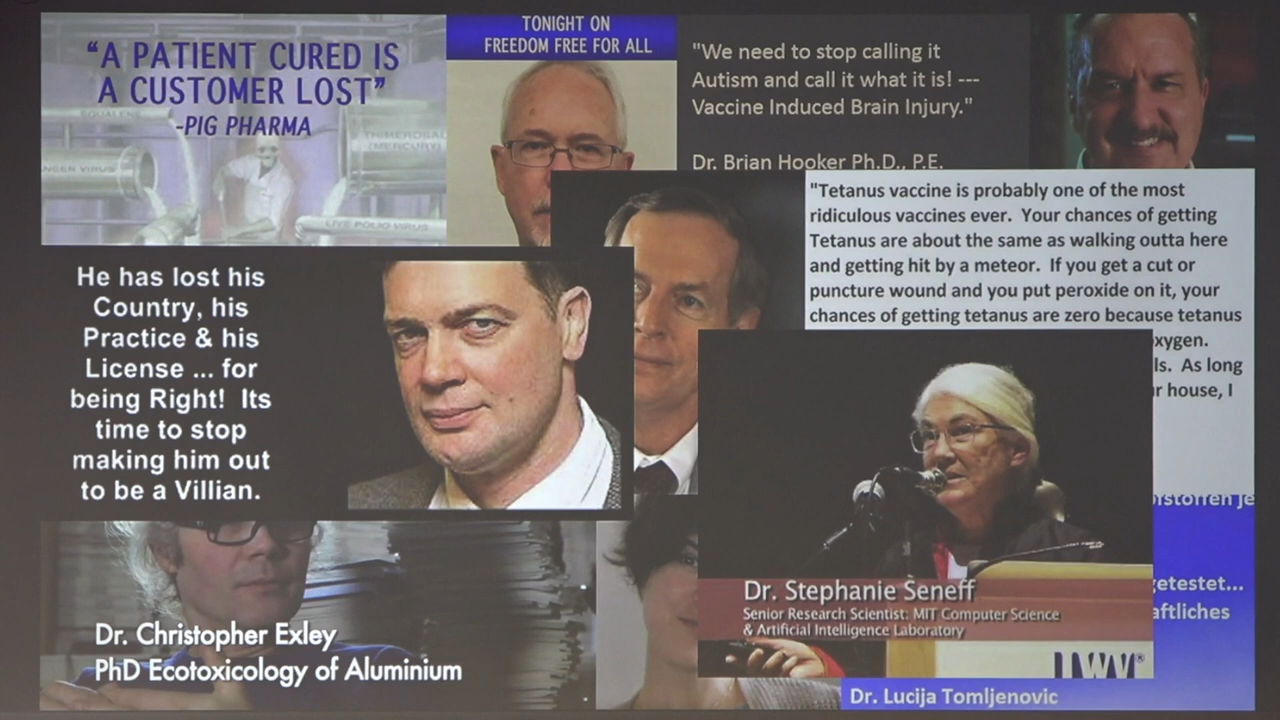 “A PATIENT CURED IS
A CUSTOMER LOST”
-PIG PHARMA
SQUALENE
THIMEROSAL
(MERCURY)
LIVE POLIO VIRUS
TONIGHT ON
FREEDOM FREE FOR ALL
"We need to stop calling it
Autism and call it what it is! ---
Vaccine Induced Brain Injury."
Dr. Brian Hooker Ph.D., P.E.
"Tetanus vaccine is probably one of the most
ridiculous vaccines ever. Your chances of getting
Tetanus are about the same as walking outta here
and getting hit by a meteor. If you get a cut or
puncture wound and you put peroxide on it, your
chances of getting tetanus are zero because tetanus
oxygen.
ls. As long
r house, I
He has lost his
Country, his
Practice & his
License ... for
being Right! Its
time to stop
making him out
to be a Villian.
Dr. Stephanie Seneff
Senior Research Scientist: MIT Computer Science
& Artificial Intelligence Laboratory
Dr. Christopher Exley
PhD Ecotoxicology of Aluminium
getestet...
aftliches
Dr. Lucija Tomljenovic